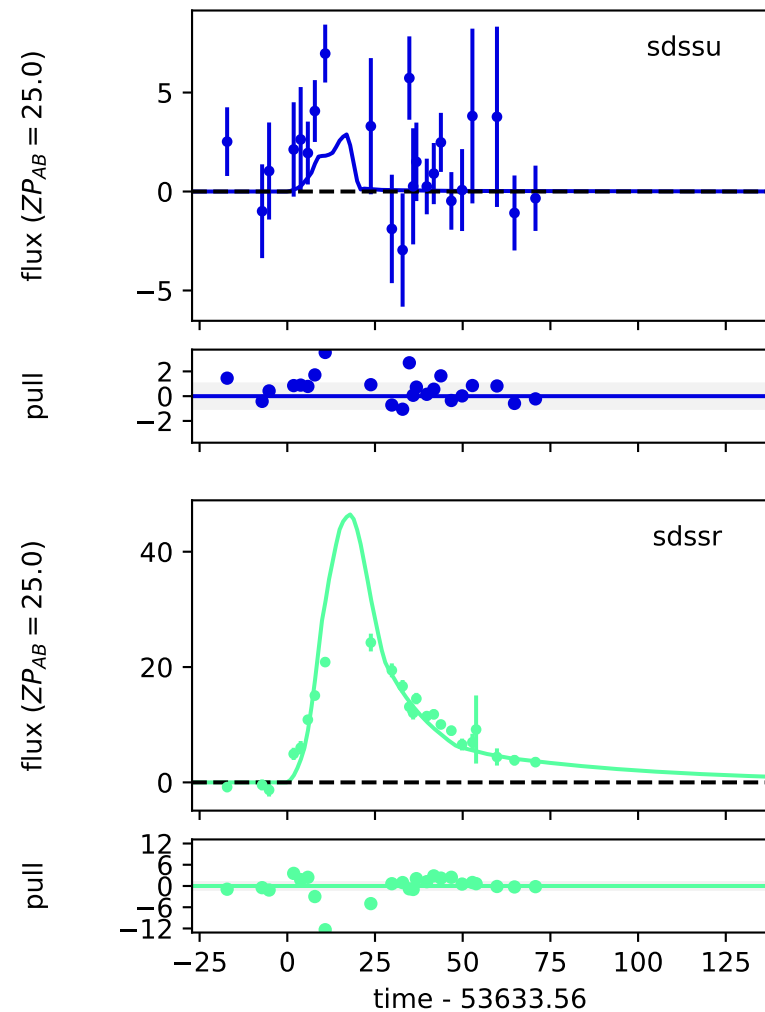 sdssu
flux (ZP_AB = 25.0)
5
0
−5
pull
2
0
−2
sdssr
flux (ZP_AB = 25.0)
40
20
0
pull
12
6
0
−6
−12
−25 0 25 50 75 100 125
time - 53633.56